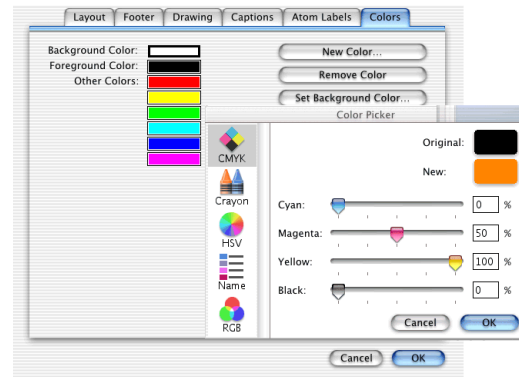 Layout Footer Drawing Captions Atom Labels Colors
Background Color:
Foreground Color:
Other Colors:
New Color...
Remove Color
Set Background Color...
Color Picker
CMYK
Crayon
HSV
Name
RGB
Original:
New:
Cyan: 0 %
Magenta: 50 %
Yellow: 100 %
Black: 0 %
Cancel OK
Cancel OK